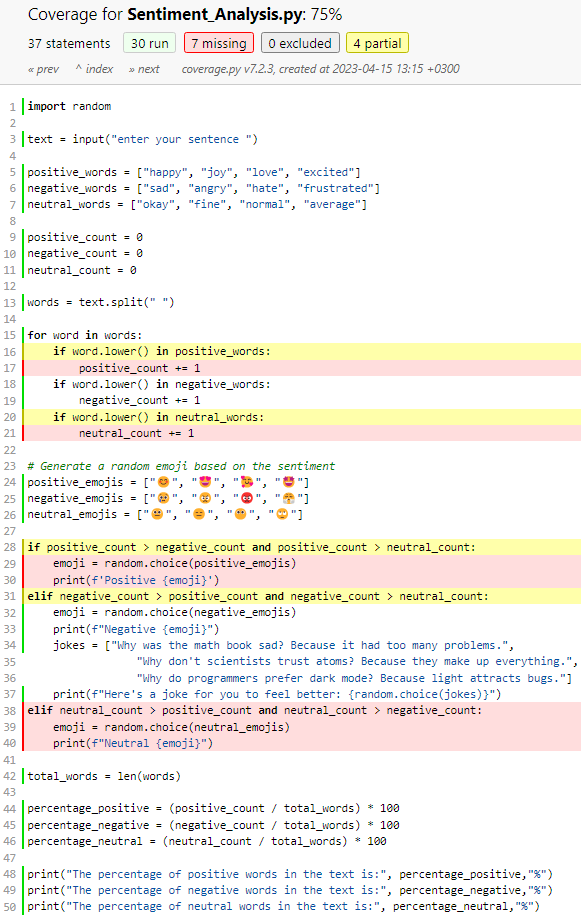 Coverage for Sentiment_Analysis.py: 75%
37 statements 30 run 7 missing 0 excluded 4 partial
« prev ^ index » next coverage.py v7.2.3, created at 2023-04-15 13:15 +0300
1 import random
2
3 text = input("enter your sentence ")
4
5 positive_words = ["happy", "joy", "love", "excited"]
6 negative_words = ["sad", "angry", "hate", "frustrated"]
7 neutral_words = ["okay", "fine", "normal", "average"]
8
9 positive_count = 0
10 negative_count = 0
11 neutral_count = 0
12
13 words = text.split(" ")
14
15 for word in words:
16     if word.lower() in positive_words:
17         positive_count += 1
18     if word.lower() in negative_words:
19         negative_count += 1
20     if word.lower() in neutral_words:
21         neutral_count += 1
22
23 # Generate a random emoji based on the sentiment
24 positive_emojis = ["😊", "😍", "🥰", "🤩"]
25 negative_emojis = ["😢", "😠", "😡", "😤"]
26 neutral_emojis = ["😐", "😑", "😶", "🙄"]
27
28 if positive_count > negative_count and positive_count > neutral_count:
29     emoji = random.choice(positive_emojis)
30     print(f'Positive {emoji}')
31 elif negative_count > positive_count and negative_count > neutral_count:
32     emoji = random.choice(negative_emojis)
33     print(f"Negative {emoji}")
34     jokes = ["Why was the math book sad? Because it had too many problems.",
35              "Why don't scientists trust atoms? Because they make up everything.",
36              "Why do programmers prefer dark mode? Because light attracts bugs."]
37     print(f"Here's a joke for you to feel better: {random.choice(jokes)}")
38 elif neutral_count > positive_count and neutral_count > negative_count:
39     emoji = random.choice(neutral_emojis)
40     print(f"Neutral {emoji}")
41
42 total_words = len(words)
43
44 percentage_positive = (positive_count / total_words) * 100
45 percentage_negative = (negative_count / total_words) * 100
46 percentage_neutral = (neutral_count / total_words) * 100
47
48 print("The percentage of positive words in the text is:", percentage_positive,"%")
49 print("The percentage of negative words in the text is:", percentage_negative,"%")
50 print("The percentage of neutral words in the text is:", percentage_neutral,"%")